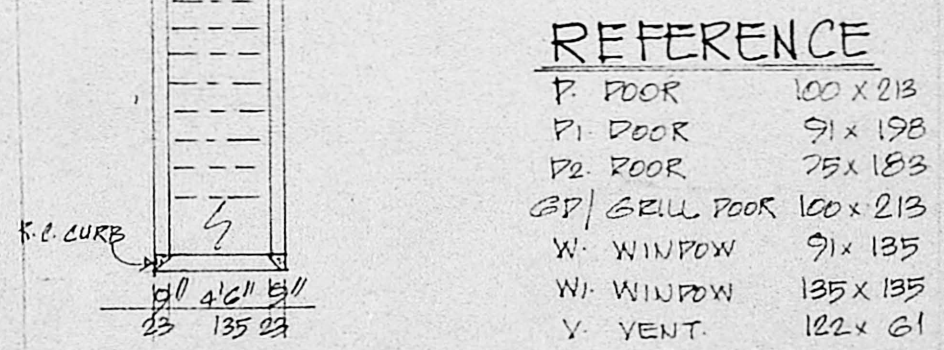 REFERENCE
D. DOOR 100 x 213
D1. DOOR 91 x 198
D2. DOOR 75 x 183
GD/ GRILL DOOR 100 x 213
W. WINDOW 91 x 135
W1. WINDOW 135 x 135
V. VENT. 122 x 61
R.C. CURB
9" 4'6" 9"
23 135 23